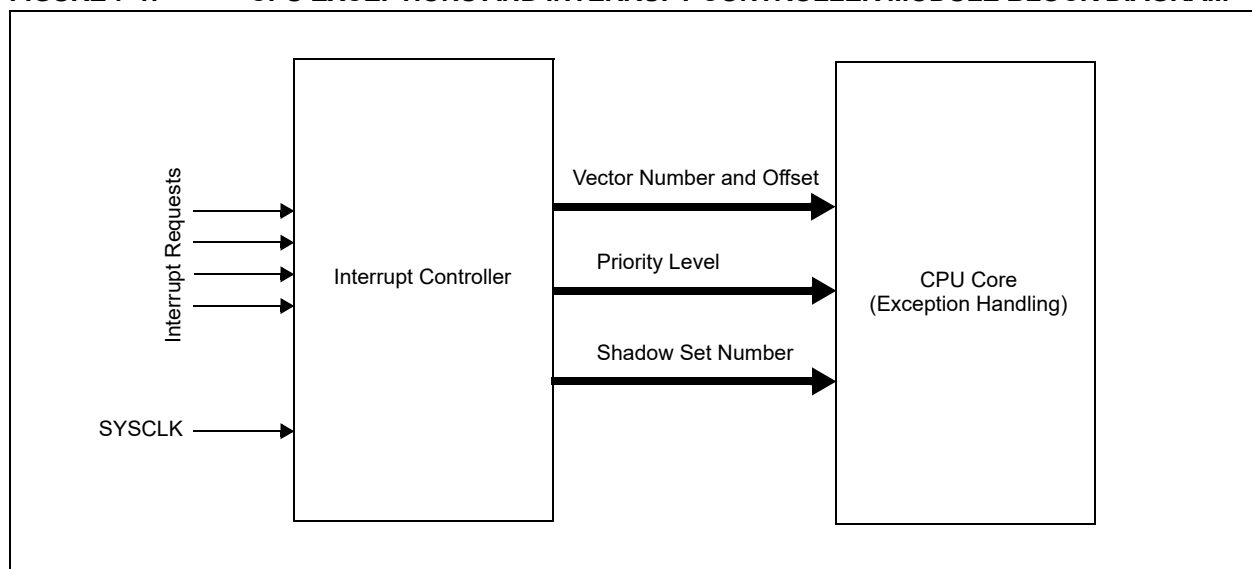 Interrupt Requests
SYSCLK
Interrupt Controller
Vector Number and Offset
Priority Level
Shadow Set Number
CPU Core
(Exception Handling)